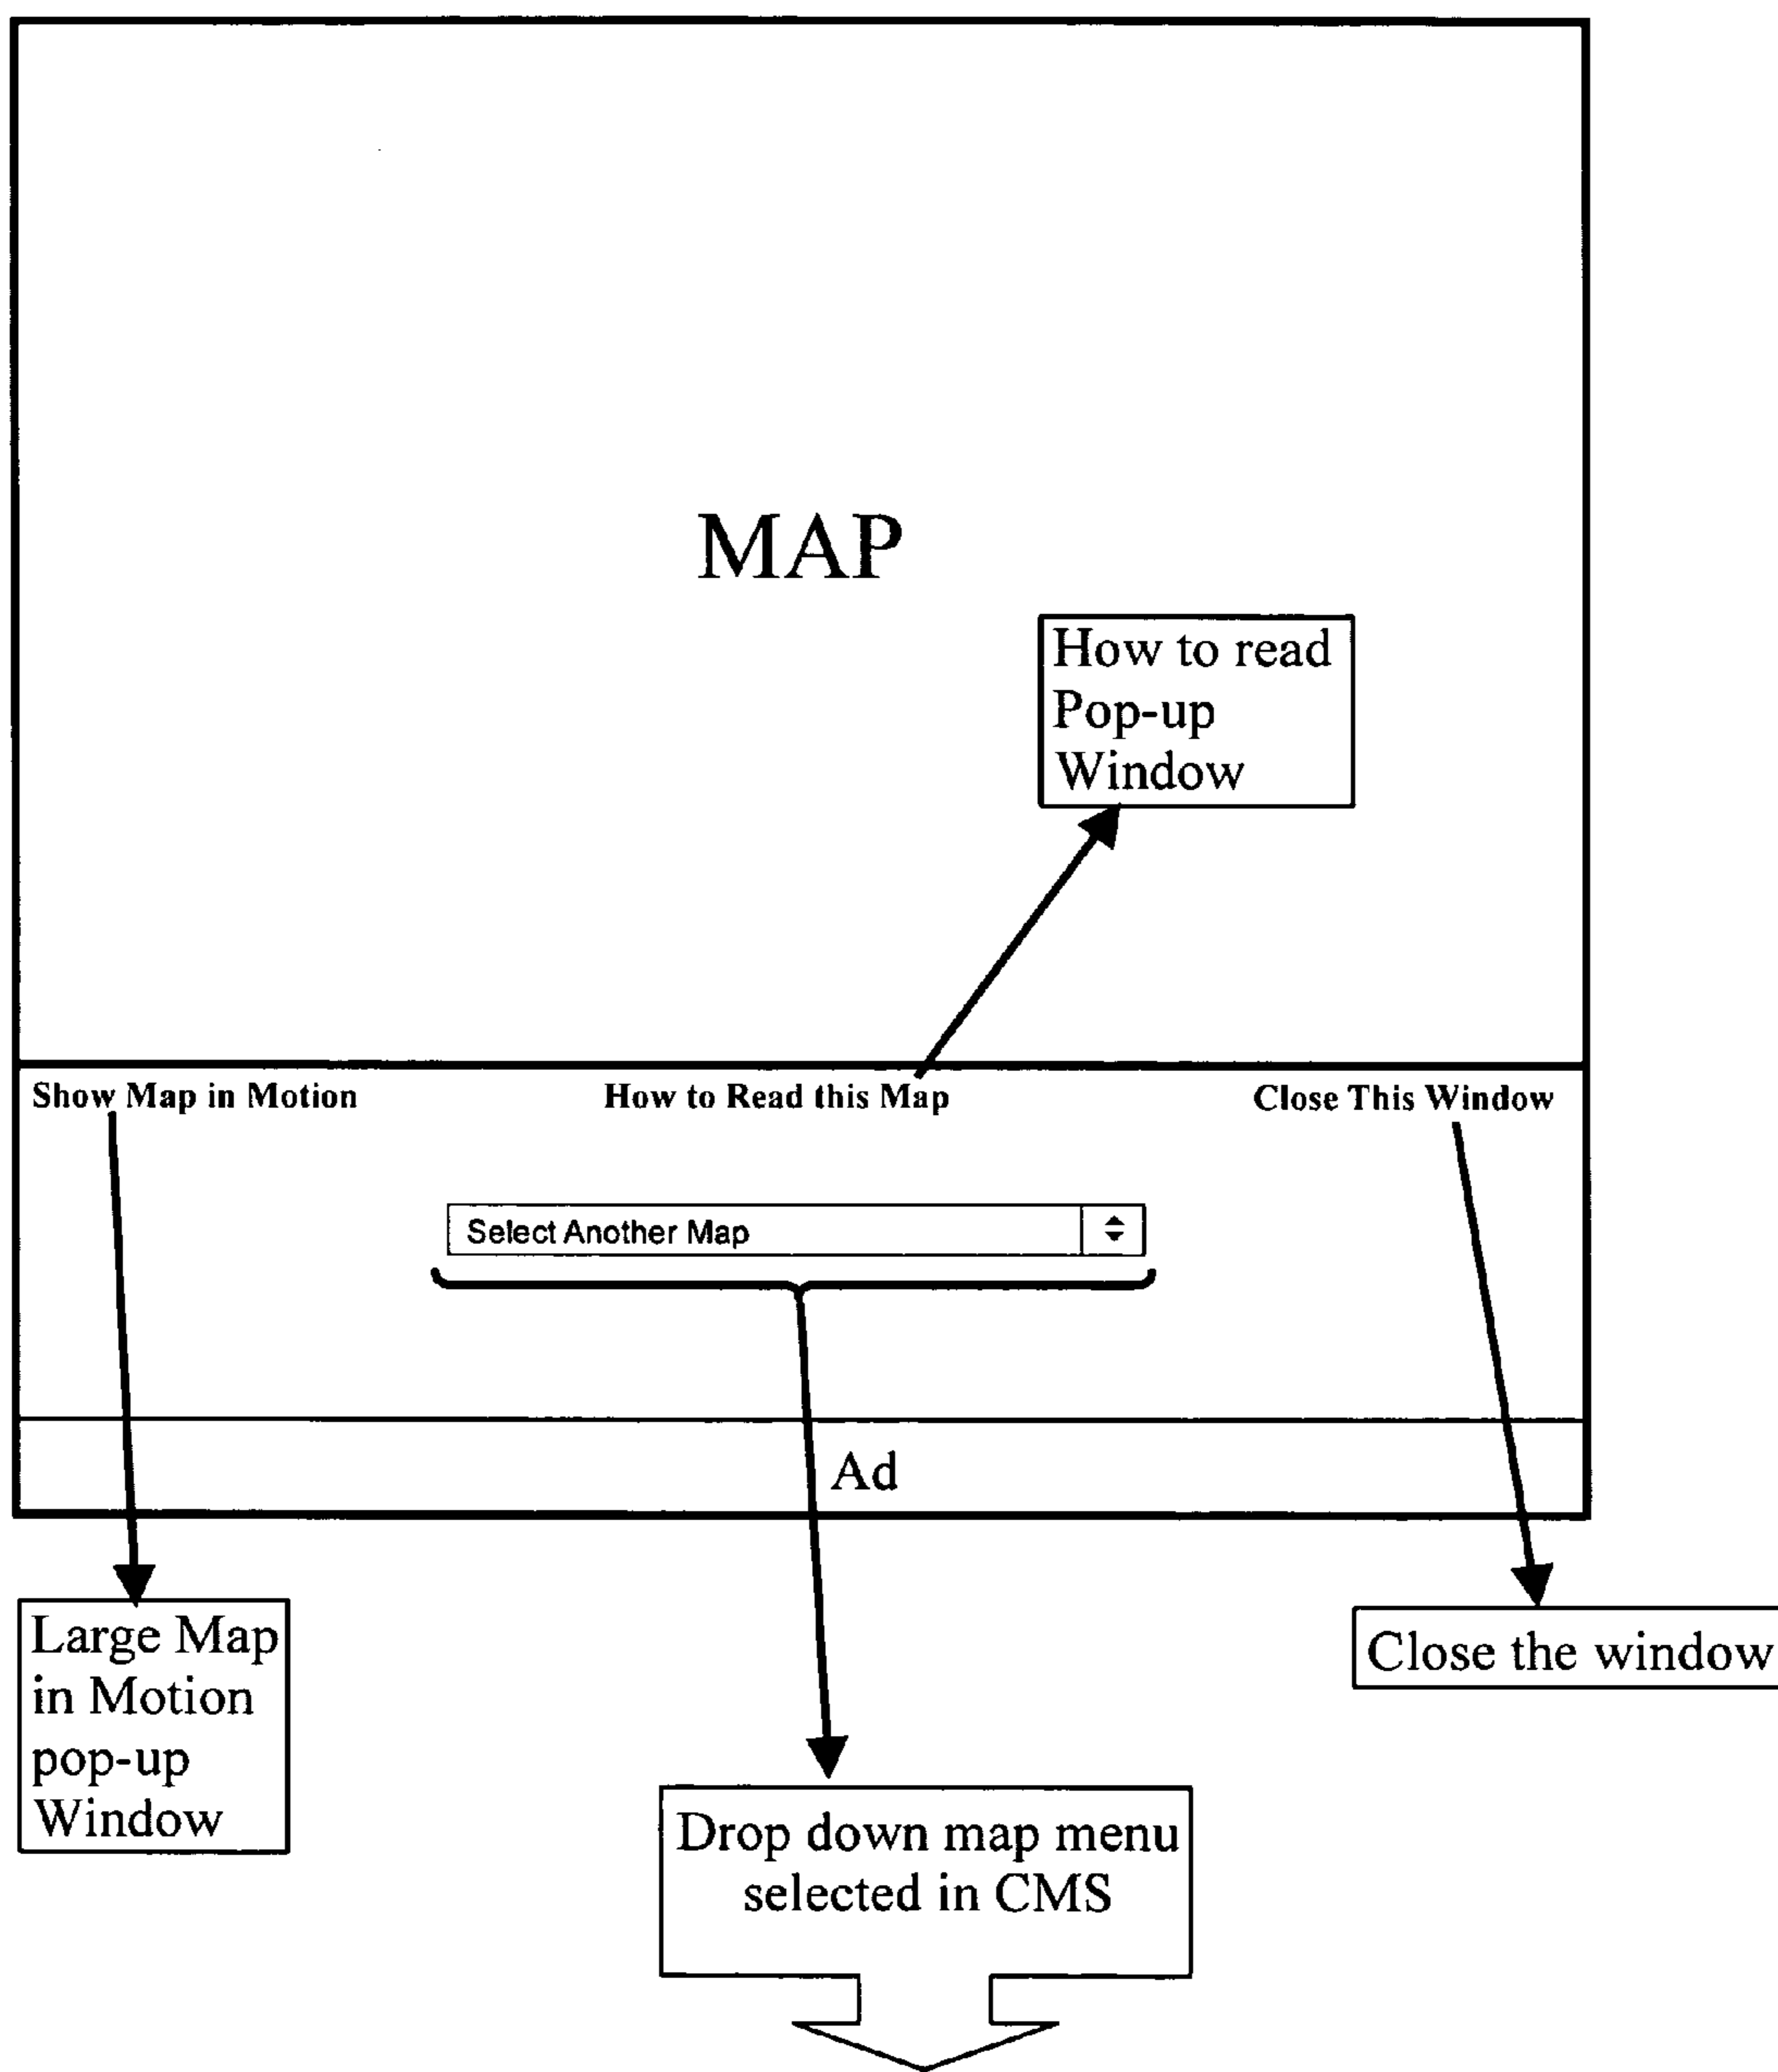 MAP
How to read
Pop-up
Window
Show Map in Motion
How to Read this Map
Close This Window
Select Another Map
Ad
Large Map
in Motion
pop-up
Window
Close the window
Drop down map menu
selected in CMS